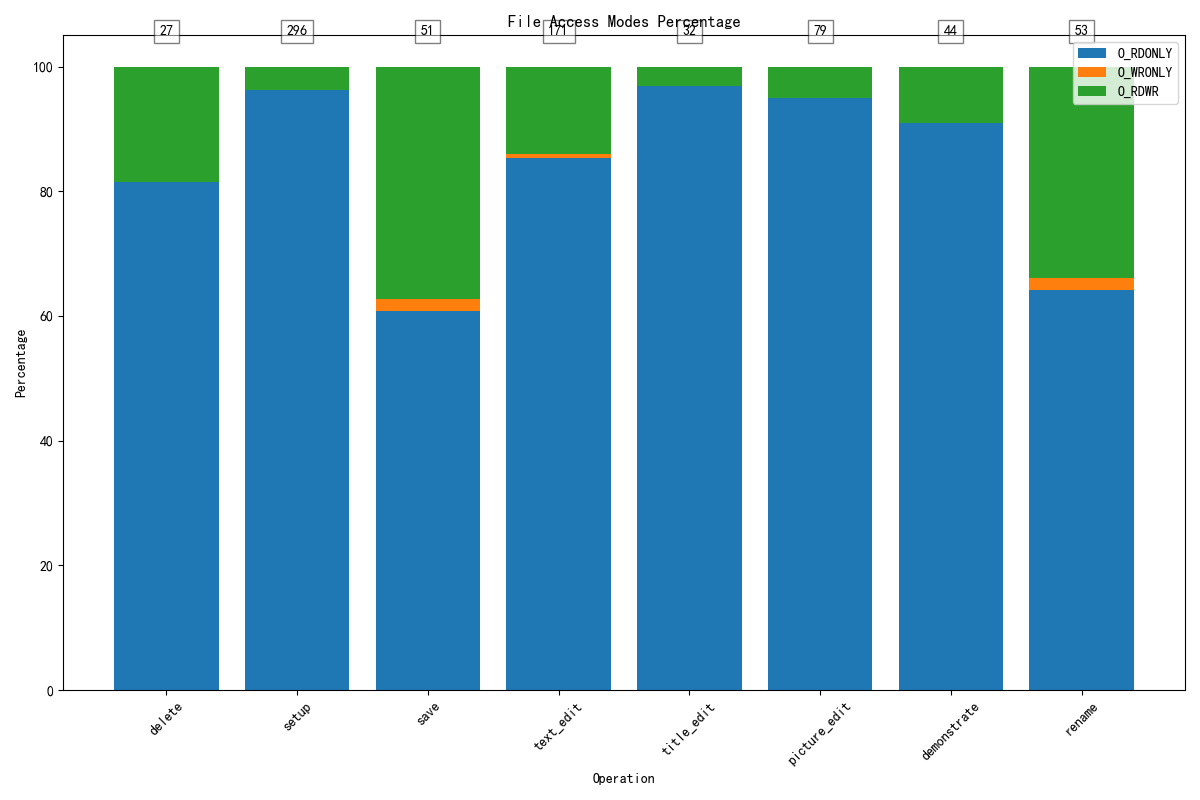 File Access Modes Percentage
27 296 51 171 32 79 44 53
O_RDONLY
O_WRONLY
O_RDWR
100
80
60
40
20
0
Percentage
delete setup save text_edit title_edit picture_edit demonstrate rename
Operation